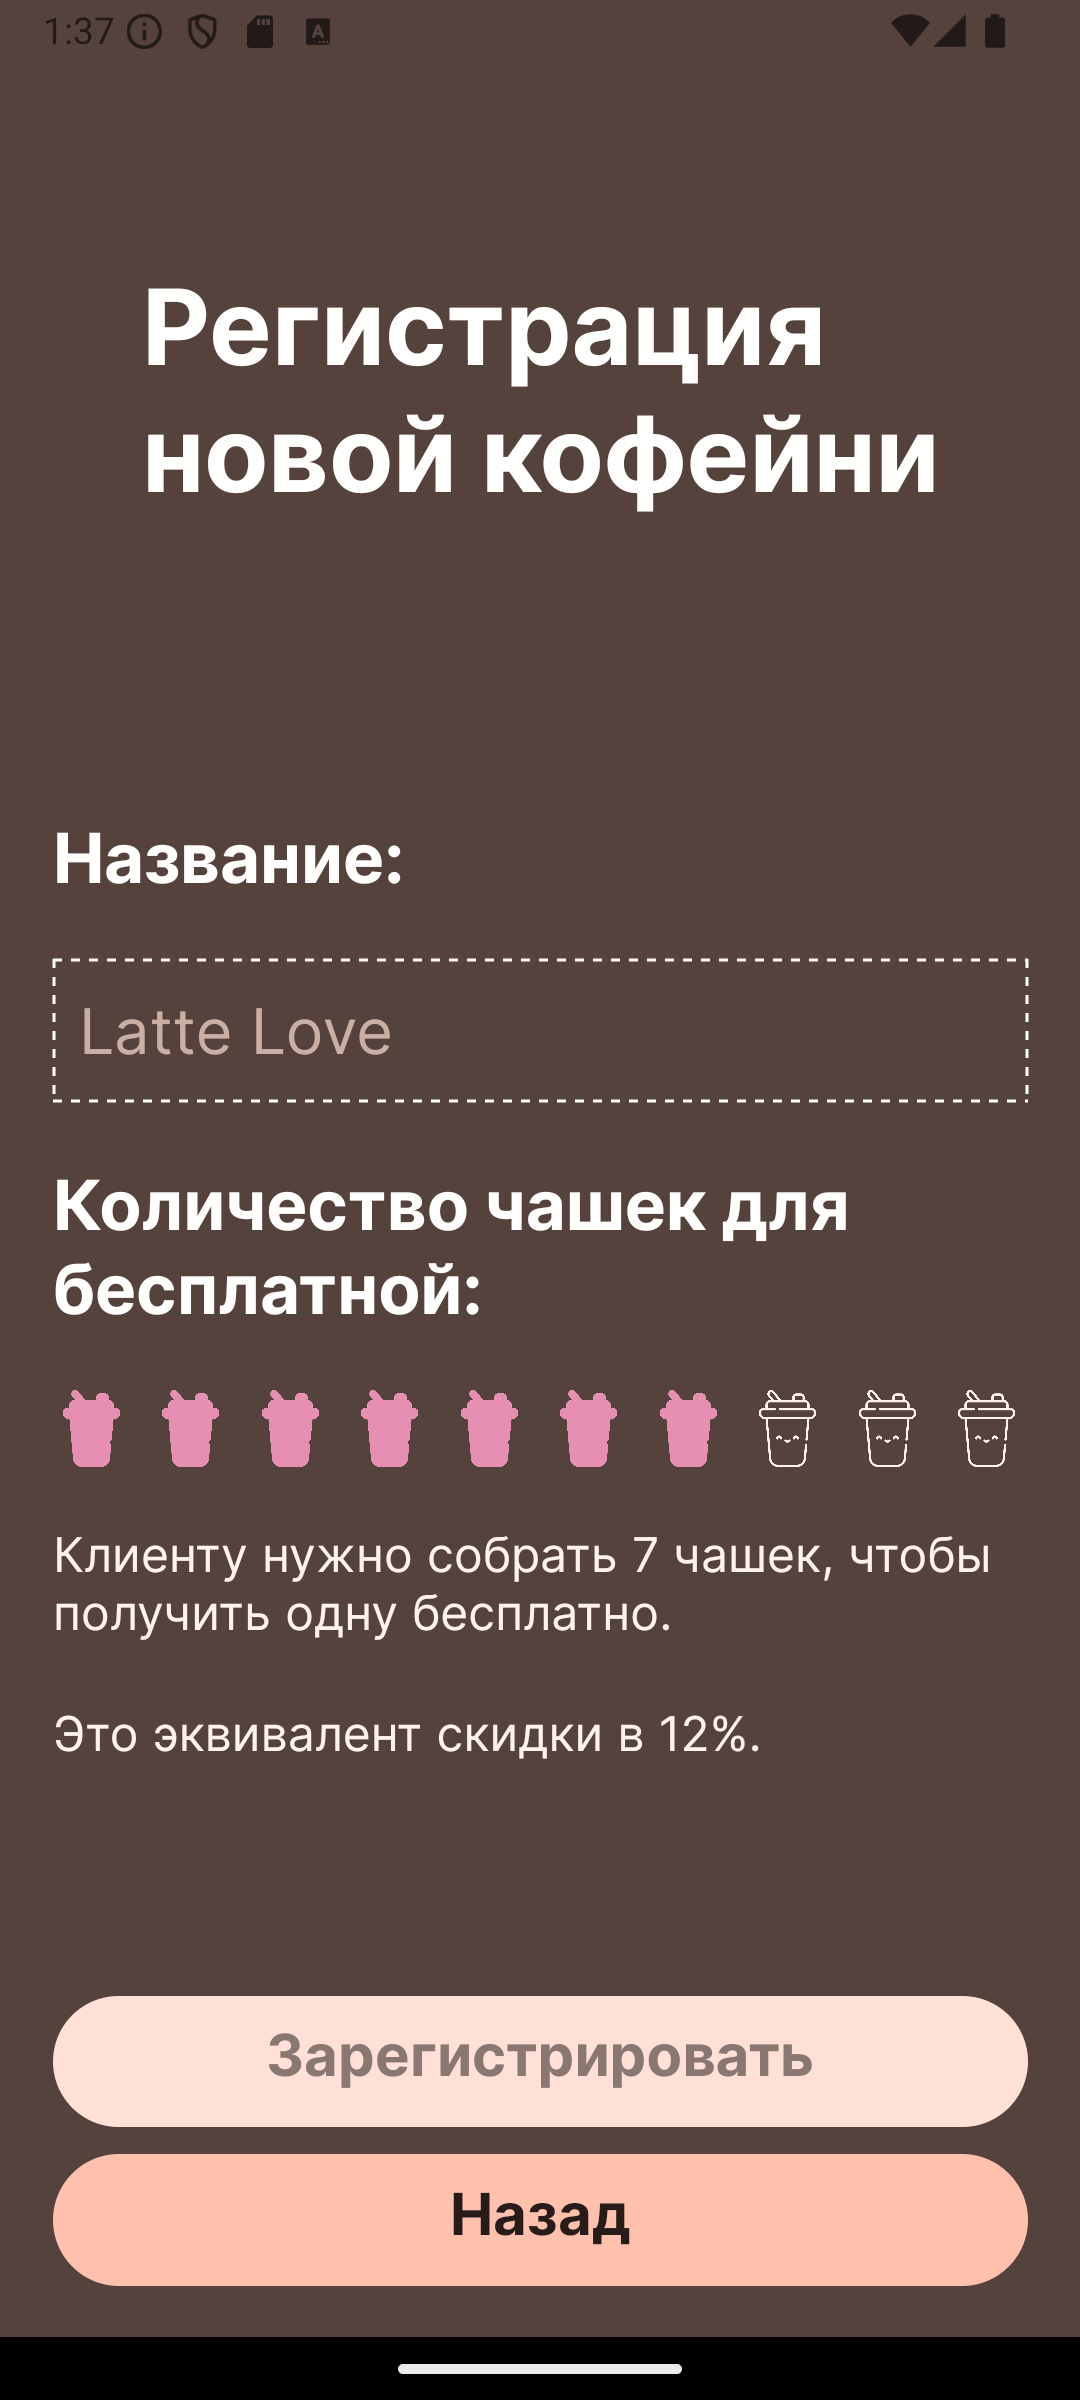 1:37
Регистрация
новой кофейни
Название:
Latte Love
Количество чашек для
бесплатной:
Клиенту нужно собрать 7 чашек, чтобы
получить одну бесплатно.
Это эквивалент скидки в 12%.
Зарегистрировать
Назад